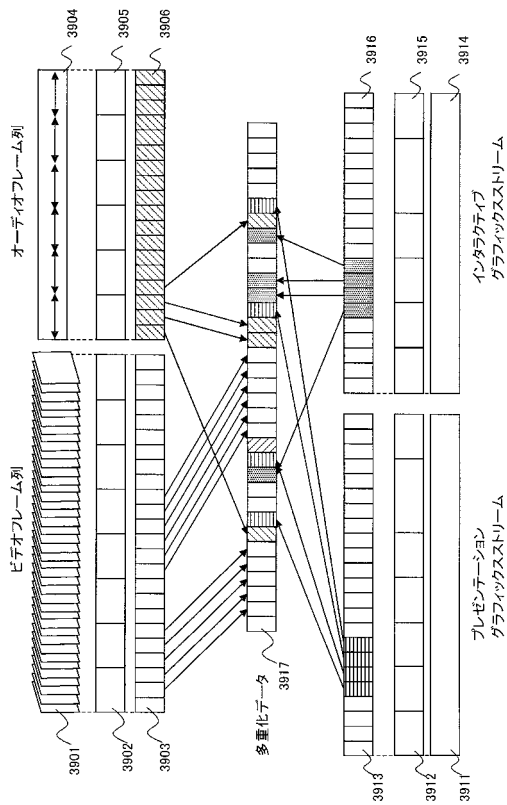 ビデオフレーム列
3901
3902
3903
オーディオフレーム列
3904
3905
3906
多重化データ
3917
3913
3912
3911
プレゼンテーション
グラフィックスストリーム
3916
3915
3914
インタラクティブ
グラフィックスストリーム